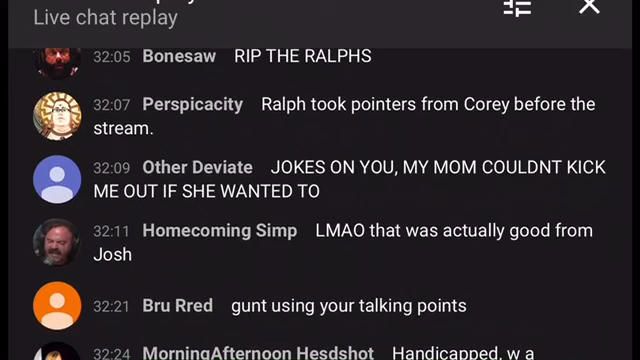 Live chat replay
32:05 Bonesaw RIP THE RALPHS
32:07 Perspicacity Ralph took pointers from Corey before the
stream.
32:09 Other Deviate JOKES ON YOU, MY MOM COULDNT KICK
ME OUT IF SHE WANTED TO
32:11 Homecoming Simp LMAO that was actually good from
Josh
32:21 Bru Rred gunt using your talking points
32:24 MorningAfternoon Hesdshot Handicapped, w a